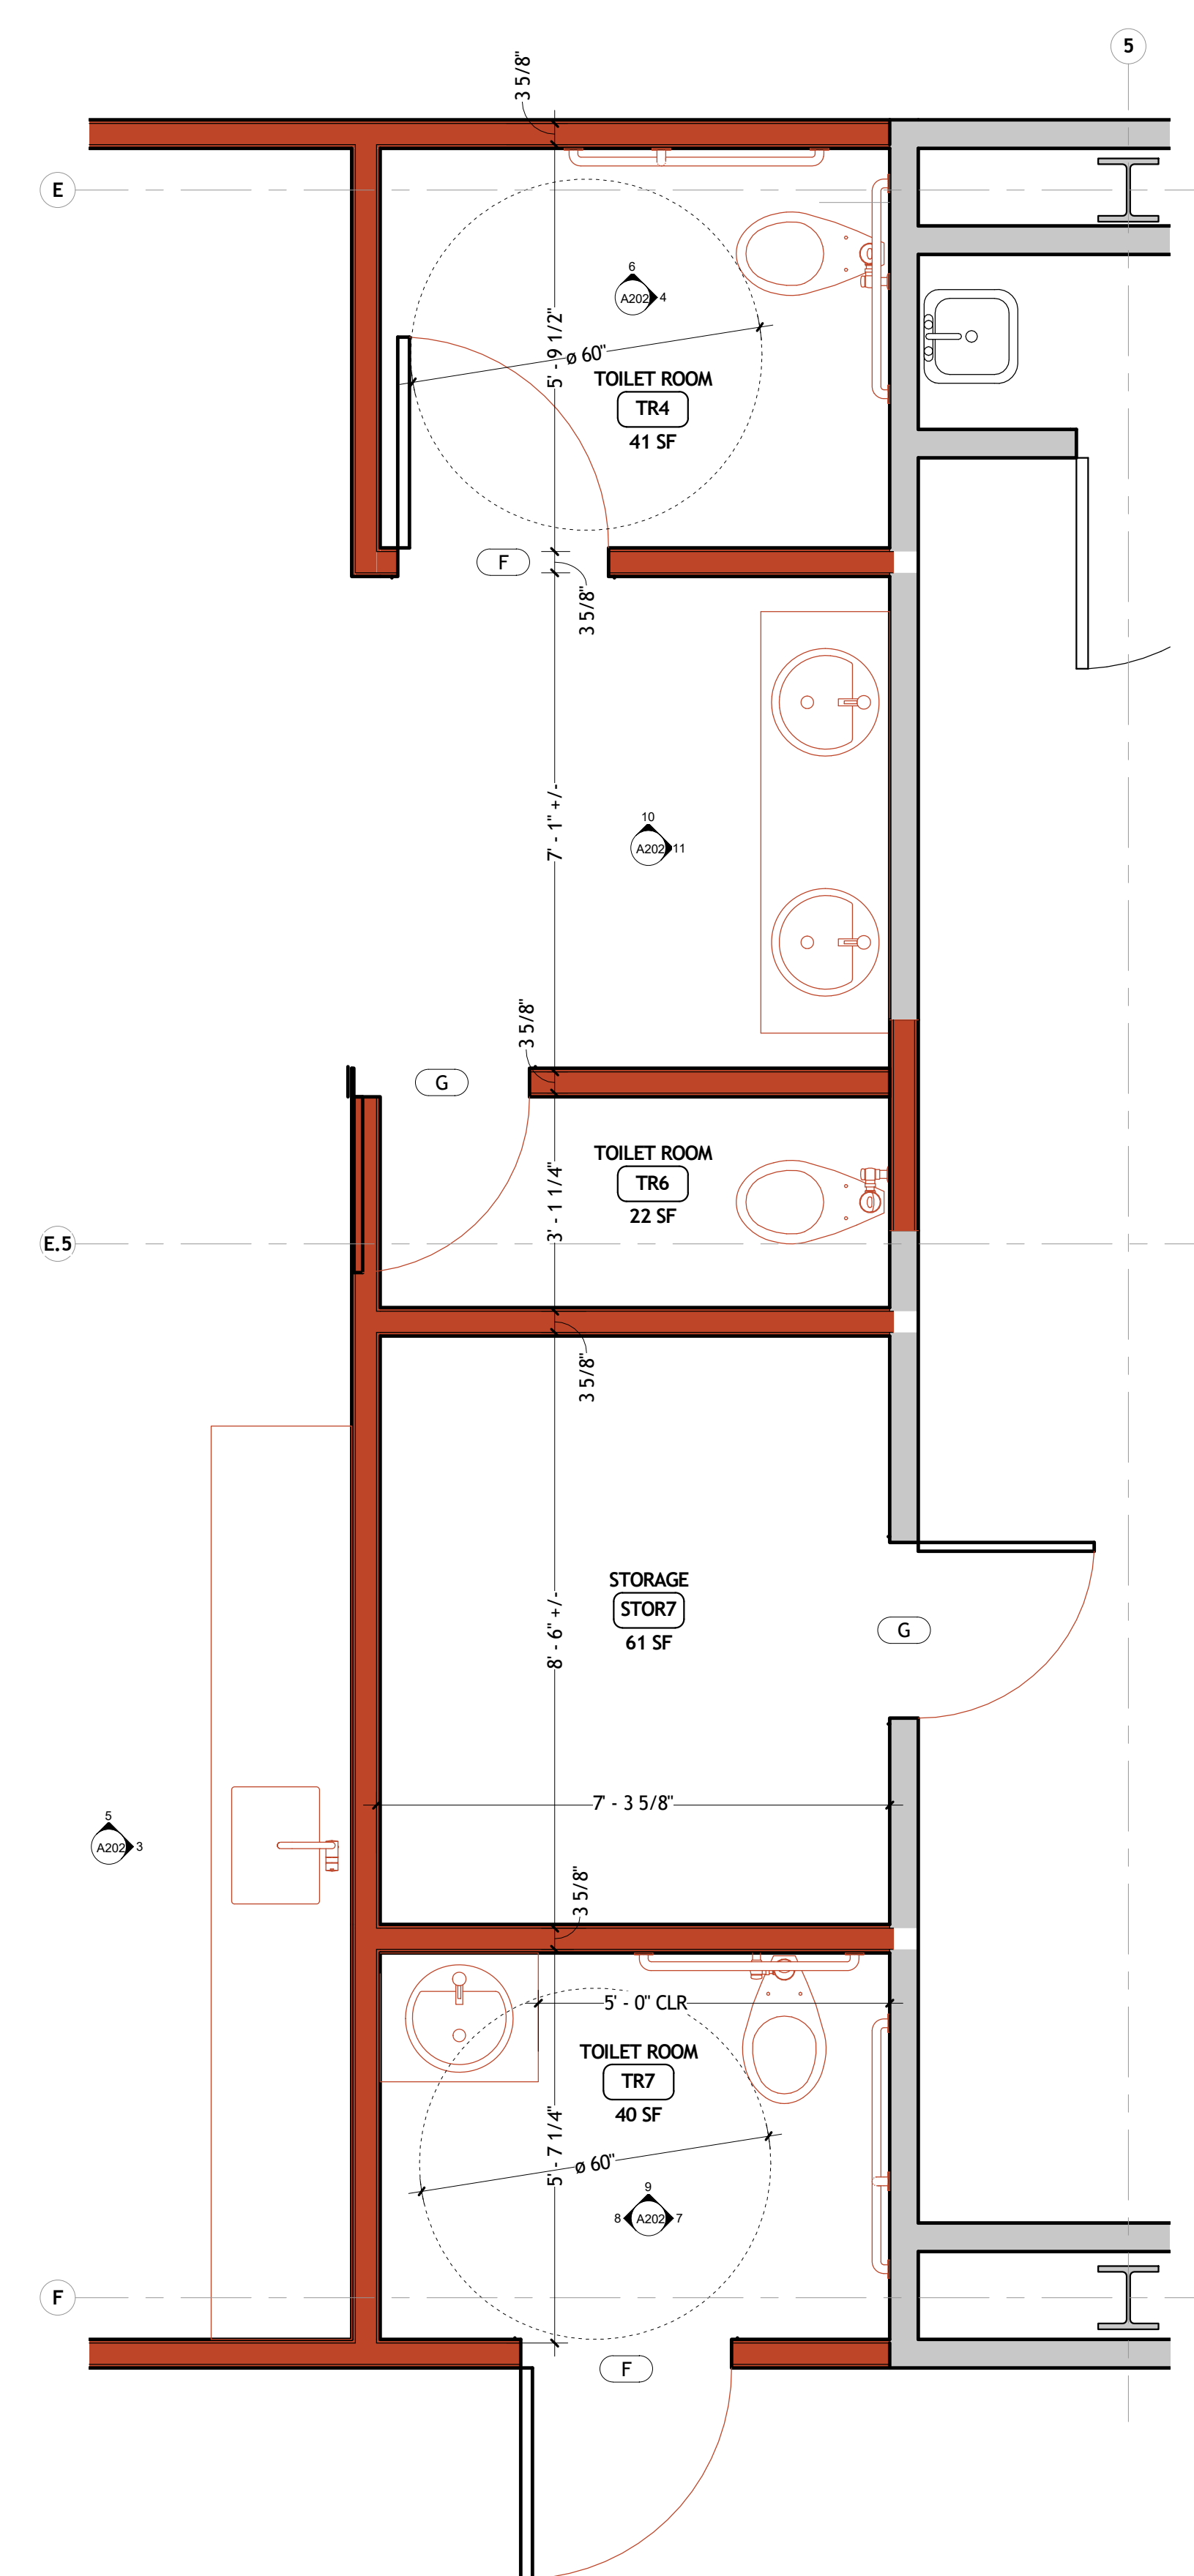 5
3 5/8"
E
6
A202 4
5' - 9 1/2"
ø 60"
TOILET ROOM
TR4
41 SF
F
3 5/8"
7' - 1" +/-
10
A202 11
3 5/8"
G
TOILET ROOM
TR6
22 SF
3' - 1 1/4"
E.5
3 5/8"
STORAGE
STOR7
61 SF
8' - 6" +/-
G
7' - 3 5/8"
5
A202 3
3 5/8"
5' - 0" CLR
TOILET ROOM
TR7
40 SF
5' - 7 1/4"
ø 60"
9
8 A202 7
F
F